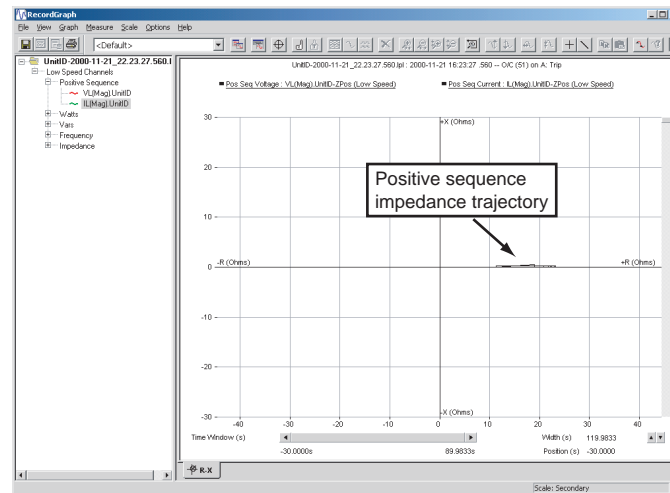 RecordGraph
File View Graph Measure Scale Options Help
<Default>
UnitID-2000-11-21_22.23.27.560.l
Low Speed Channels
Positive Sequence
VL(Mag).UnitID
IL(Mag).UnitID
Watts
Vars
Frequency
Impedance
UnitID-2000-11-21_22.23.27.560.lpl : 2000-11-21 16:23:27 .560 -- O/C (51) on A: Trip
Pos Seq Voltage : VL(Mag).UnitID-ZPos (Low Speed)
Pos Seq Current : IL(Mag).UnitID-ZPos (Low Speed)
+X (Ohms)
30
20
10
0
-10
-20
-30
Positive sequence
impedance trajectory
-R (Ohms)
+R (Ohms)
-X (Ohms)
-40 -30 -20 -10 0 10 20 30 40
Time Window (s)
Width (s) 119.9833
-30.0000s 89.9833s Position (s) -30.0000
R-X
Scale: Secondary